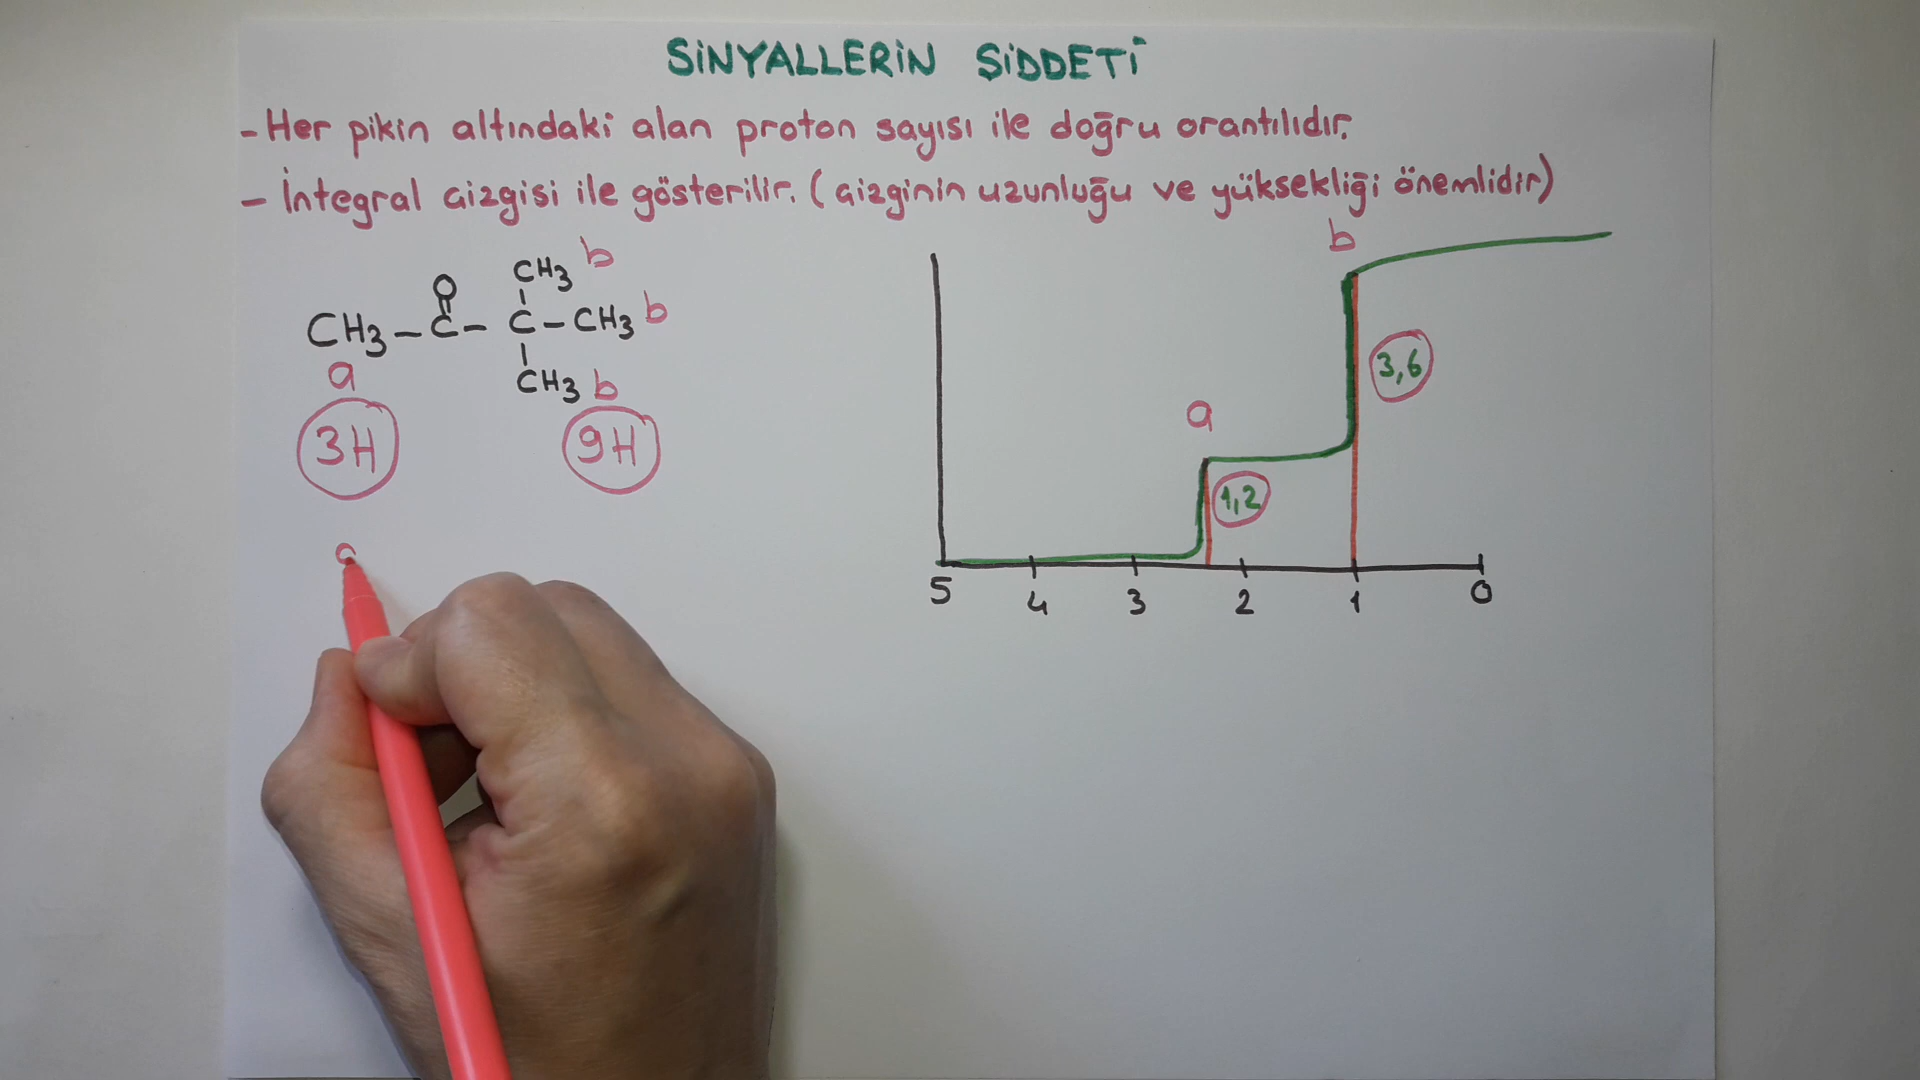 SİNYALLERİN ŞİDDETİ
- Her pikin altındaki alan proton sayısı ile doğru orantılıdır.
- İntegral çizgisi ile gösterilir. (çizginin uzunluğu ve yüksekliği önemlidir)
CH3 b
O
CH3 - C - C - CH3 b
a
CH3 b
3H 9H
a
b
3,6
a
1,2
5 4 3 2 1 0